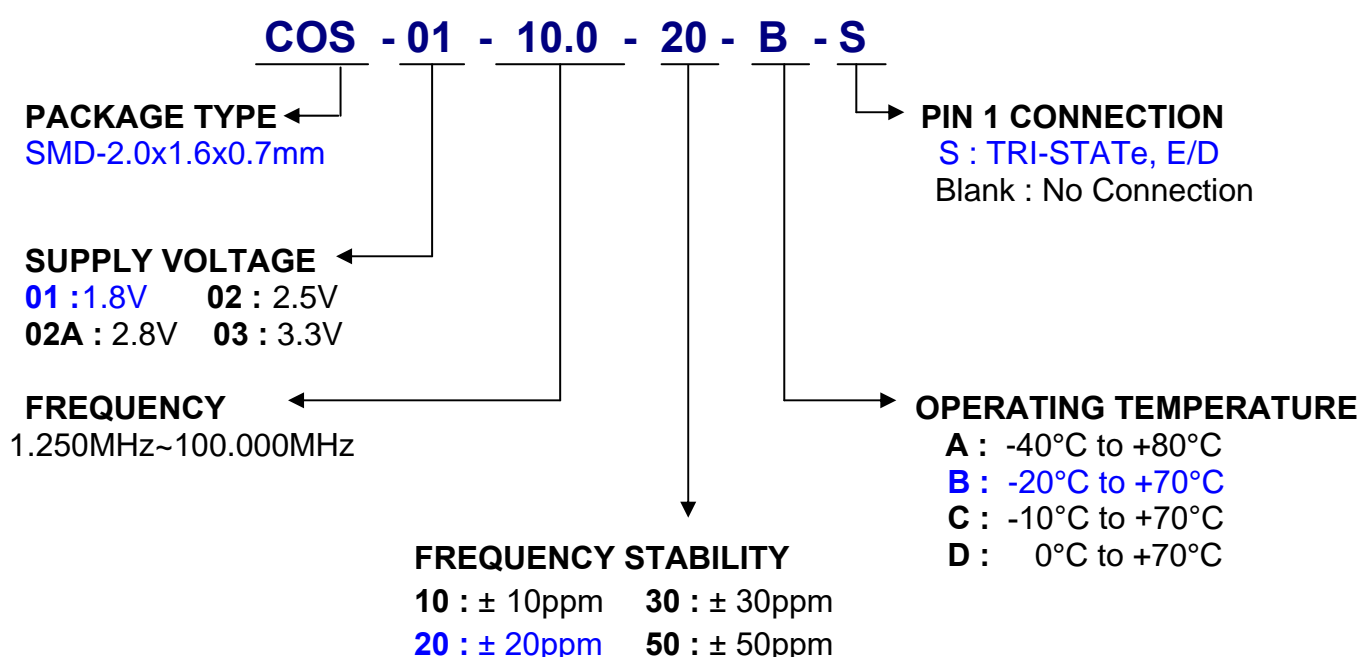 COS - 01 - 10.0 - 20 - B - S
PACKAGE TYPE
SMD-2.0x1.6x0.7mm
PIN 1 CONNECTION
S : TRI-STATe, E/D
Blank : No Connection
SUPPLY VOLTAGE
01 :1.8V 02 : 2.5V
02A : 2.8V 03 : 3.3V
FREQUENCY
1.250MHz~100.000MHz
OPERATING TEMPERATURE
A : -40°C to +80°C
B : -20°C to +70°C
C : -10°C to +70°C
D : 0°C to +70°C
FREQUENCY STABILITY
10 : ± 10ppm 30 : ± 30ppm
20 : ± 20ppm 50 : ± 50ppm